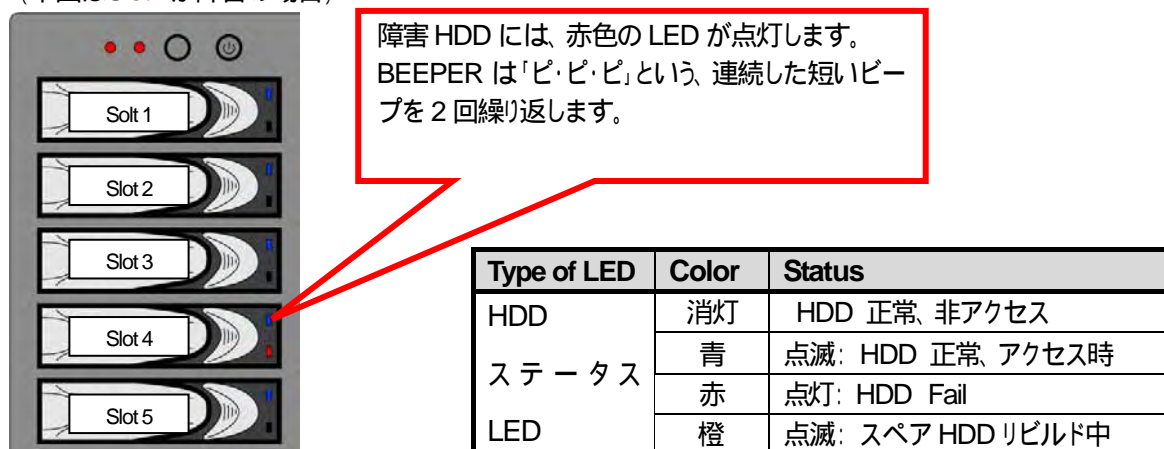 障害 HDD には、赤色の LED が点灯します。
BEEPER は「ピ・ピ・ピ」という、連続した短いビー
プを 2 回繰り返します。
Solt 1
Slot 2
Slot 3
Slot 4
Slot 5
Type of LED Color Status
HDD ステータス LED
消灯 HDD 正常、非アクセス
青 点滅: HDD 正常、アクセス時
赤 点灯: HDD Fail
橙 点滅: スペア HDD リビルド中